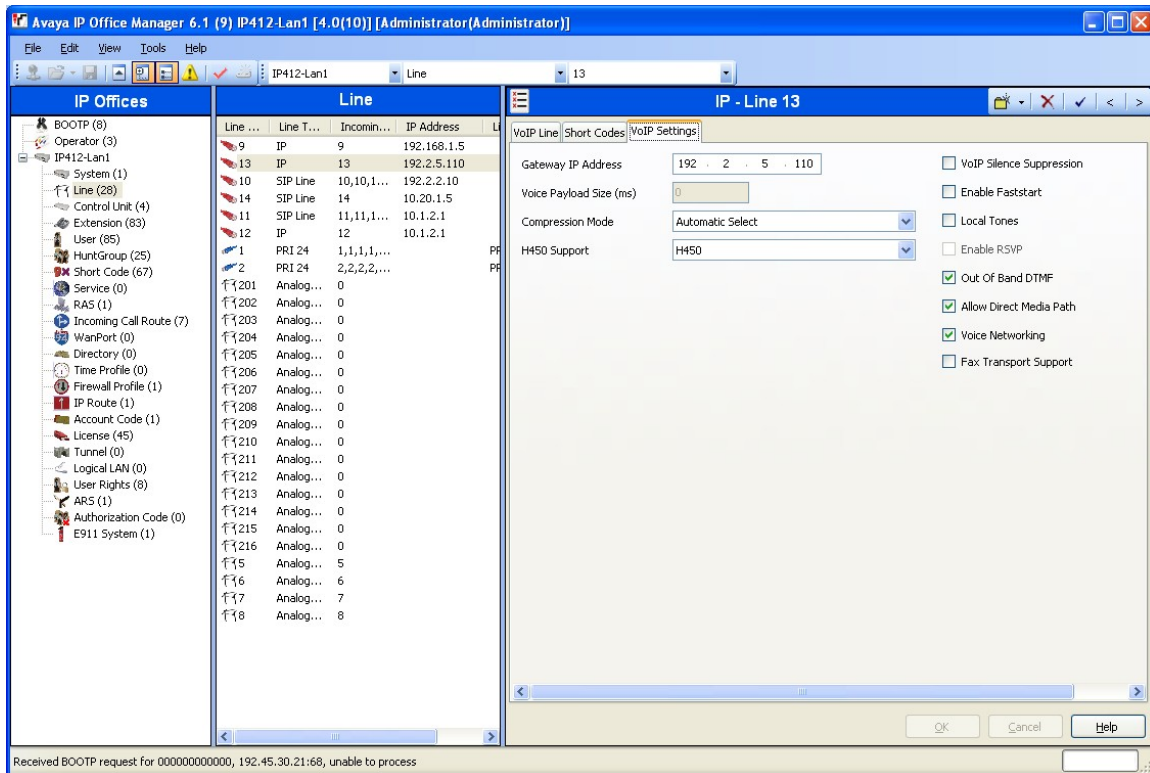 Avaya IP Office Manager 6.1 (9) IP412-Lan1 [4.0(10)] [Administrator(Administrator)]
File Edit View Tools Help
IP412-Lan1 Line 13
IP Offices
BOOTP (8)
Operator (3)
IP412-Lan1
System (1)
Line (28)
Control Unit (4)
Extension (83)
User (85)
HuntGroup (25)
Short Code (67)
Service (0)
RAS (1)
Incoming Call Route (7)
WanPort (0)
Directory (0)
Time Profile (0)
Firewall Profile (1)
IP Route (1)
Account Code (1)
License (45)
Tunnel (0)
Logical LAN (0)
User Rights (8)
ARS (1)
Authorization Code (0)
E911 System (1)
Line
Line ... Line T... Incomin... IP Address Li
9 IP 9 192.168.1.5
13 IP 13 192.2.5.110
10 SIP Line 10,10,1... 192.2.2.10
14 SIP Line 14 10.20.1.5
11 SIP Line 11,11,1... 10.1.2.1
12 IP 12 10.1.2.1
1 PRI 24 1,1,1,1,... PR
2 PRI 24 2,2,2,2,... PR
201 Analog... 0
202 Analog... 0
203 Analog... 0
204 Analog... 0
205 Analog... 0
206 Analog... 0
207 Analog... 0
208 Analog... 0
209 Analog... 0
210 Analog... 0
211 Analog... 0
212 Analog... 0
213 Analog... 0
214 Analog... 0
215 Analog... 0
216 Analog... 0
5 Analog... 5
6 Analog... 6
7 Analog... 7
8 Analog... 8
IP - Line 13
VoIP Line Short Codes VoIP Settings
Gateway IP Address 192 . 2 . 5 . 110
Voice Payload Size (ms) 0
Compression Mode Automatic Select
H450 Support H450
VoIP Silence Suppression
Enable Faststart
Local Tones
Enable RSVP
Out Of Band DTMF
Allow Direct Media Path
Voice Networking
Fax Transport Support
OK Cancel Help
Received BOOTP request for 000000000000, 192.45.30.21:68, unable to process